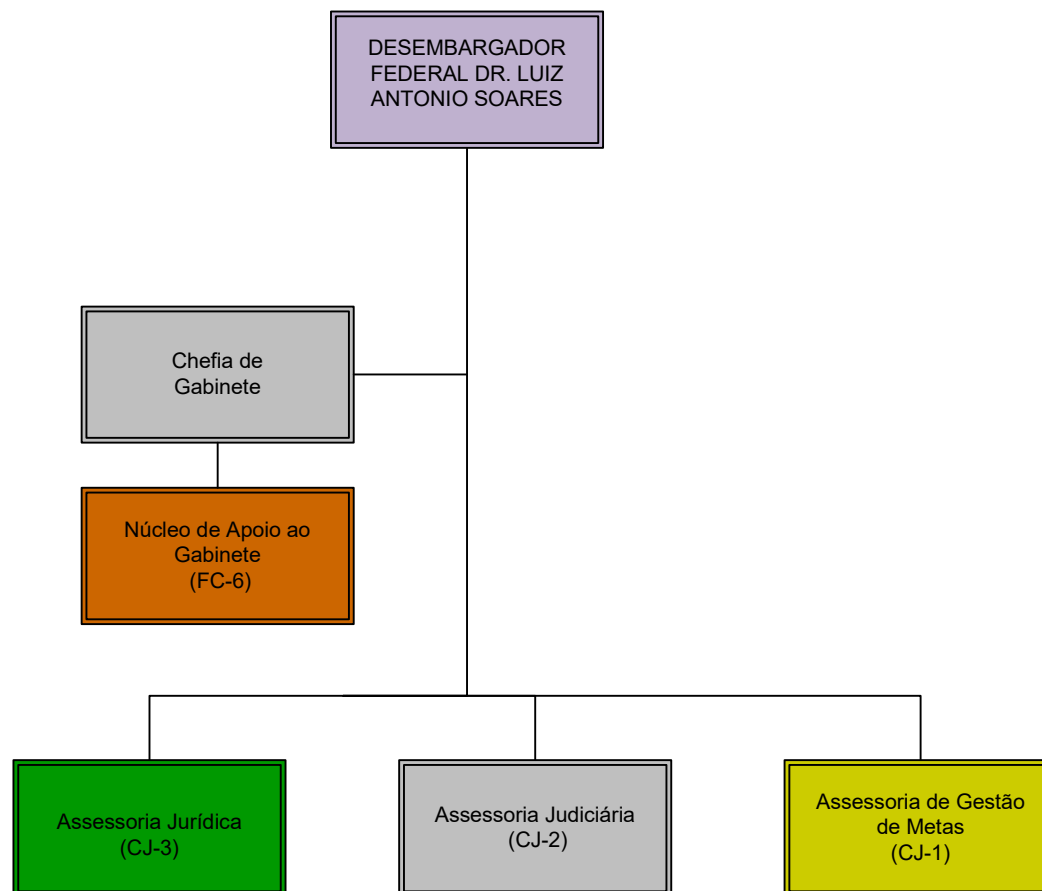 DESEMBARGADOR
FEDERAL DR. LUIZ
ANTONIO SOARES
Chefia de
Gabinete
Núcleo de Apoio ao
Gabinete
(FC-6)
Assessoria Jurídica
(CJ-3)
Assessoria Judiciária
(CJ-2)
Assessoria de Gestão
de Metas
(CJ-1)